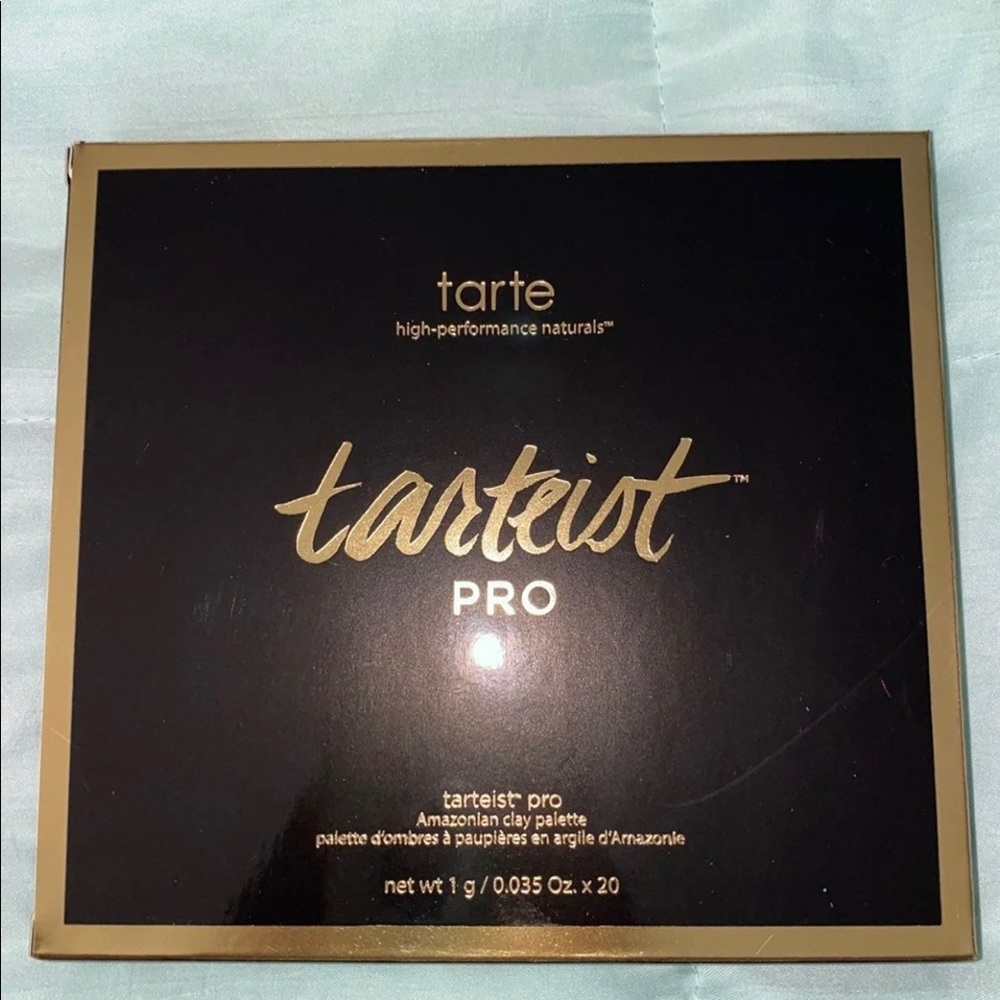 tarte
high-performance naturals™
tarteist™
PRO
tarteist™ pro
Amazonian clay palette
palette d'ombres à paupières en argile d'Amazonie
net wt 1 g / 0.035 Oz. x 20